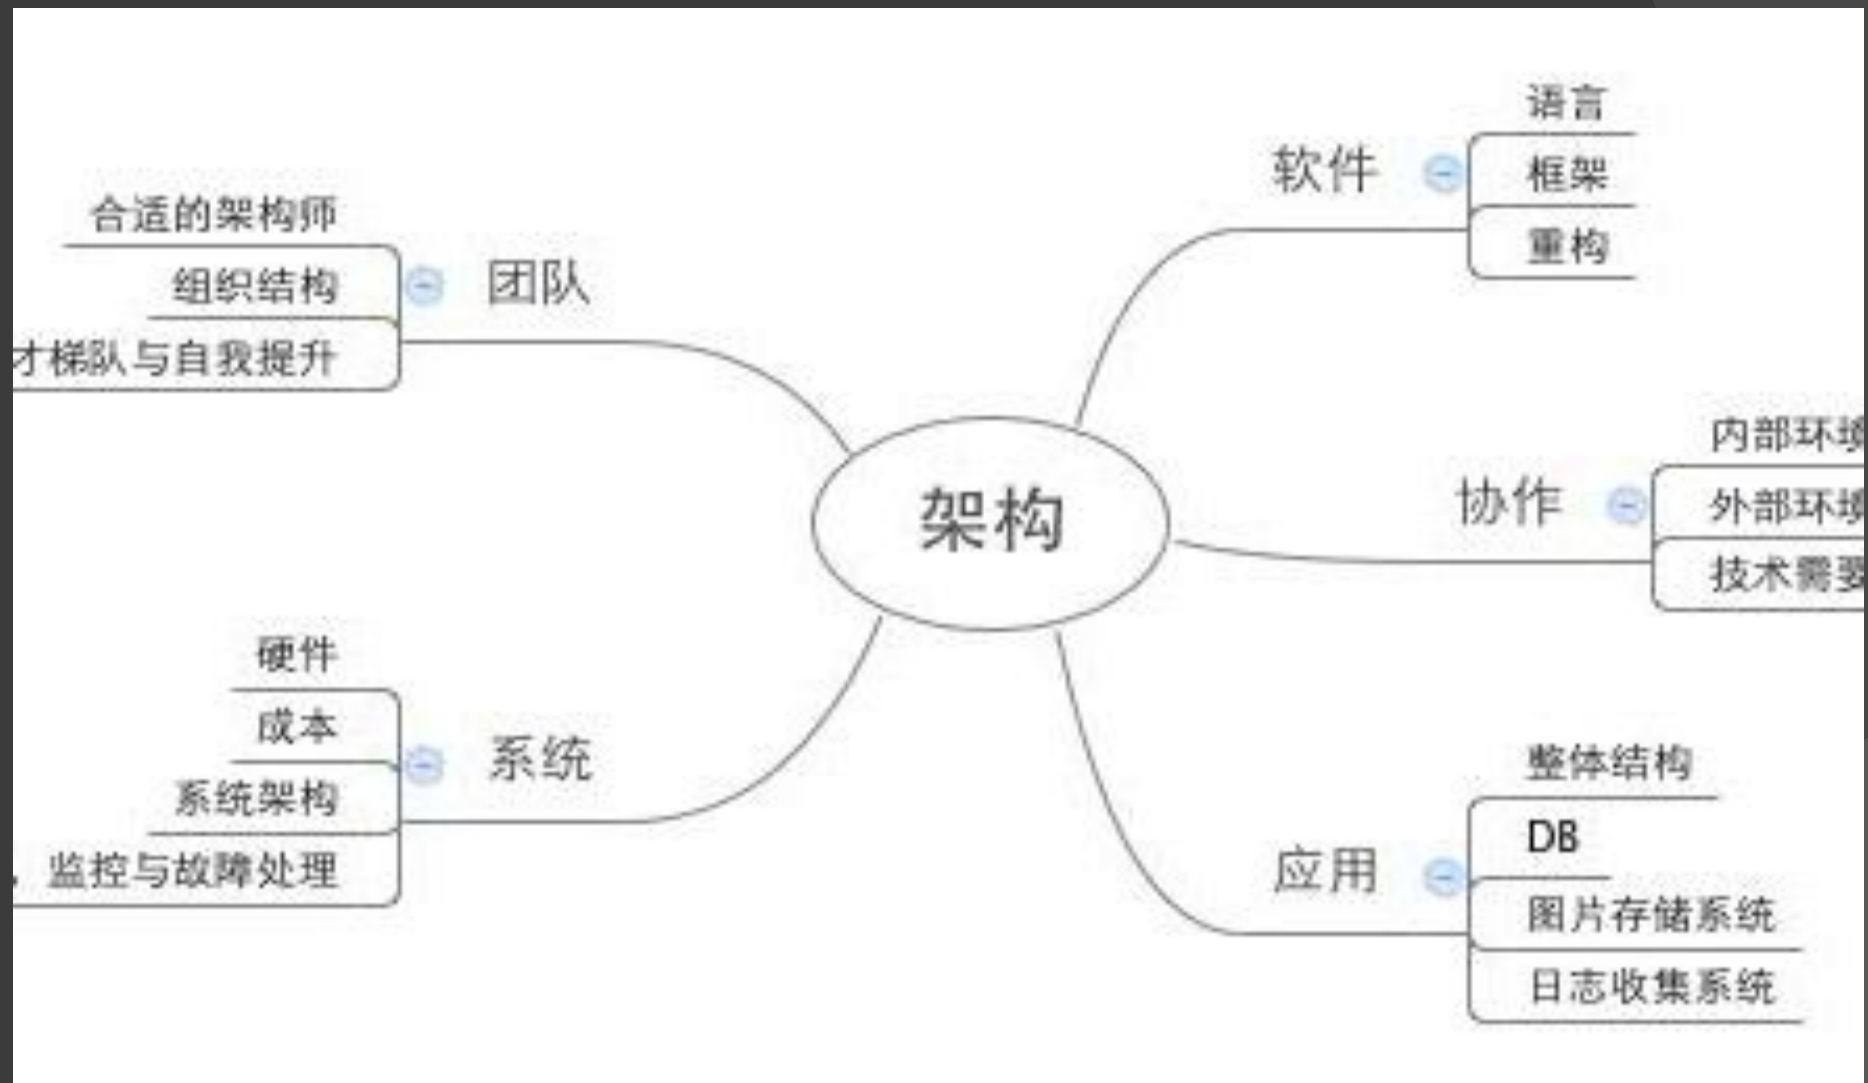 架构
软件
语言
框架
重构
协作
内部环境
外部环境
技术需要
应用
整体结构
DB
图片存储系统
日志收集系统
团队
合适的架构师
组织结构
才梯队与自我提升
系统
硬件
成本
系统架构
，监控与故障处理